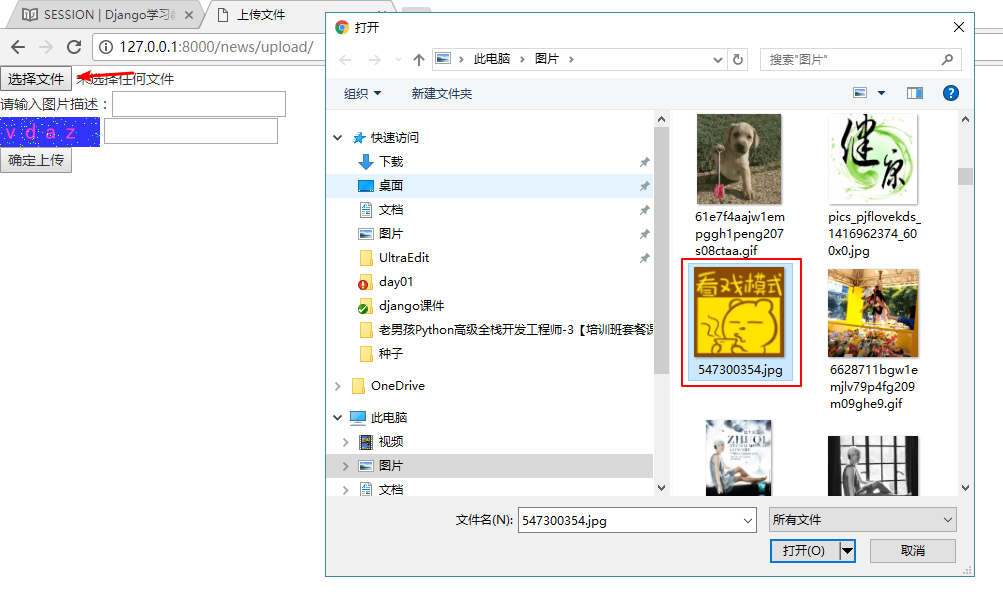 SESSION | Django学习
上传文件
127.0.0.1:8000/news/upload/
选择文件
未选择任何文件
请输入图片描述：
v d a z
确定上传
打开
此电脑
图片
搜索"图片"
组织
新建文件夹
快速访问
下载
桌面
文档
图片
UltraEdit
day01
django课件
老男孩Python高级全栈开发工程师-3【培训班套餐课
种子
OneDrive
此电脑
视频
图片
文档
61e7f4aajw1em
pggh1peng207
s08ctaa.gif
健康
pics_pjflovekds_
1416962374_60
0x0.jpg
看戏模式
547300354.jpg
6628711bgw1e
mjlv79p4fg209
m09ghe9.gif
文件名(N):
547300354.jpg
所有文件
打开(O)
取消